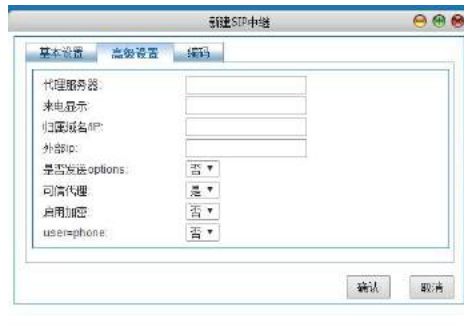 新建SIP中继
基本设置 高级设置 编码
代理服务器:
来电显示:
归属域名/IP:
外部ip:
是否发送options: 否
可信代理: 是
启用加密: 否
user=phone: 否
确认 取消